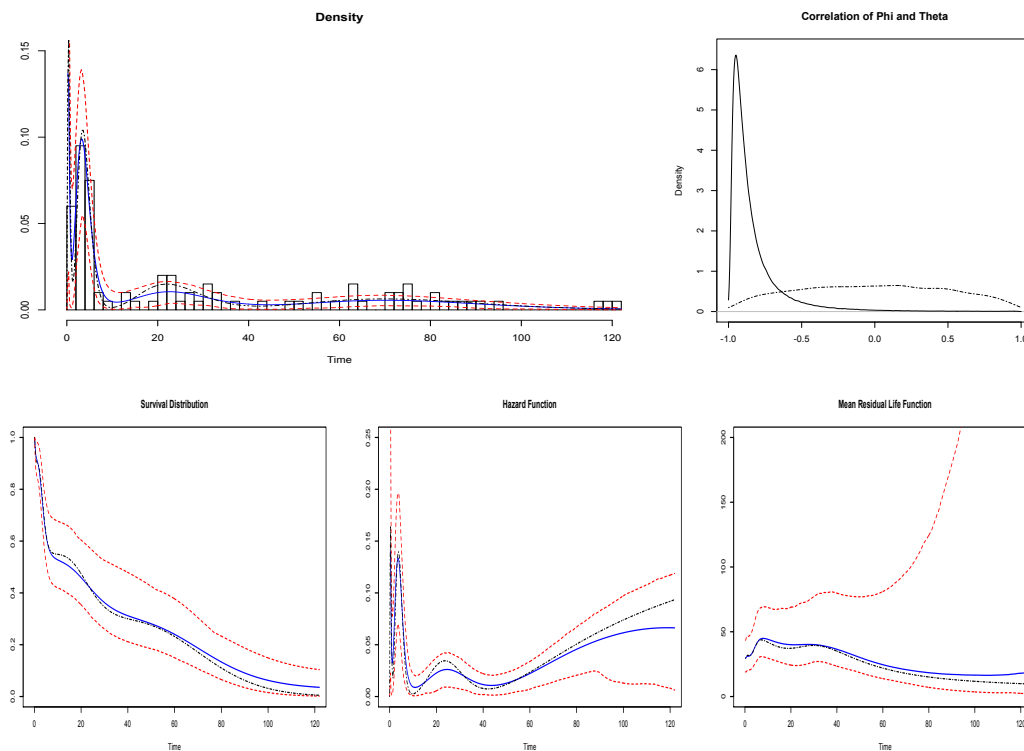 Density
0.15
0.10
0.05
0.00
0 20 40 60 80 100 120
Time
Correlation of Phi and Theta
Density
6
5
4
3
2
1
0
-1.0 -0.5 0.0 0.5 1.0
Survival Distribution
1.0
0.8
0.6
0.4
0.2
0.0
0 20 40 60 80 100 120
Time
Hazard Function
0.25
0.20
0.15
0.10
0.05
0.00
0 20 40 60 80 100 120
Time
Mean Residual Life Function
200
150
100
50
0
0 20 40 60 80 100 120
Time